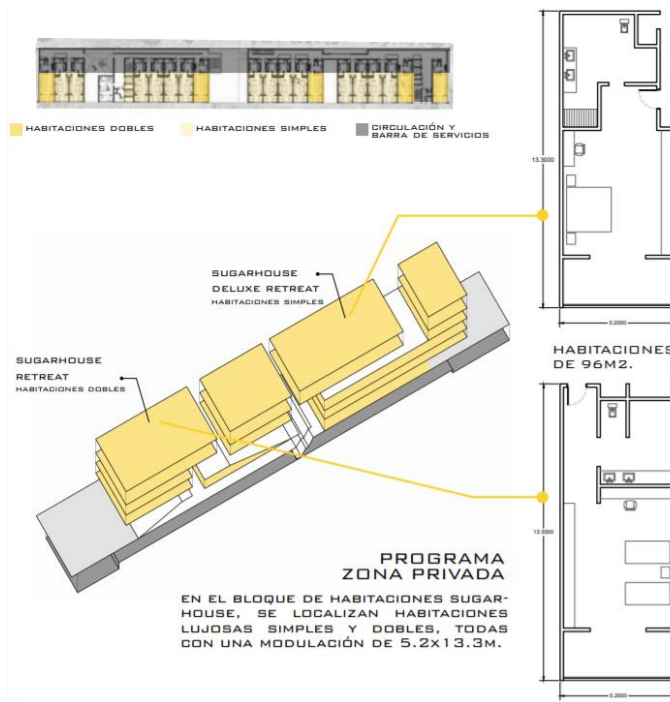 HABITACIONES DOBLES
HABITACIONES SIMPLES
CIRCULACIÓN Y
BARRA DE SERVICIOS
13.3000
5.2000
SUGARHOUSE
DELUXE RETREAT
HABITACIONES SIMPLES
SUGARHOUSE
RETREAT
HABITACIONES DOBLES
HABITACIONES
DE 96M2.
13.3000
5.2000
PROGRAMA
ZONA PRIVADA
EN EL BLOQUE DE HABITACIONES SUGAR-
HOUSE, SE LOCALIZAN HABITACIONES
LUJOSAS SIMPLES Y DOBLES, TODAS
CON UNA MODULACIÓN DE 5.2X13.3M.